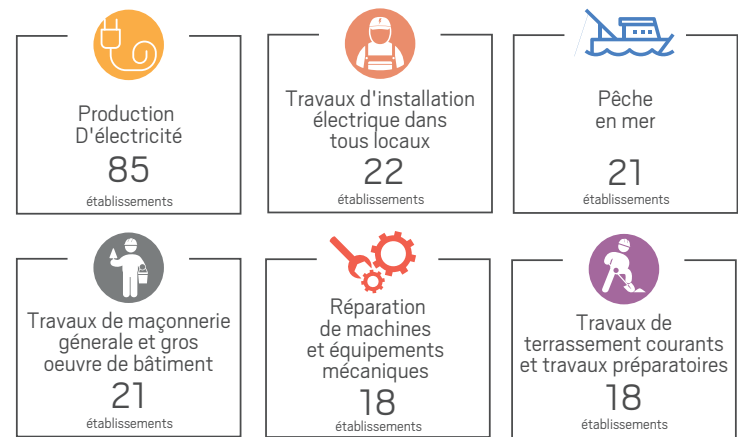 Production
D'électricité
85
établissements
Travaux d'installation
électrique dans
tous locaux
22
établissements
Pêche
en mer
21
établissements
Travaux de maçonnerie
génerale et gros
oeuvre de bâtiment
21
établissements
Réparation
de machines
et équipements
mécaniques
18
établissements
Travaux de
terrassement courants
et travaux préparatoires
18
établissements